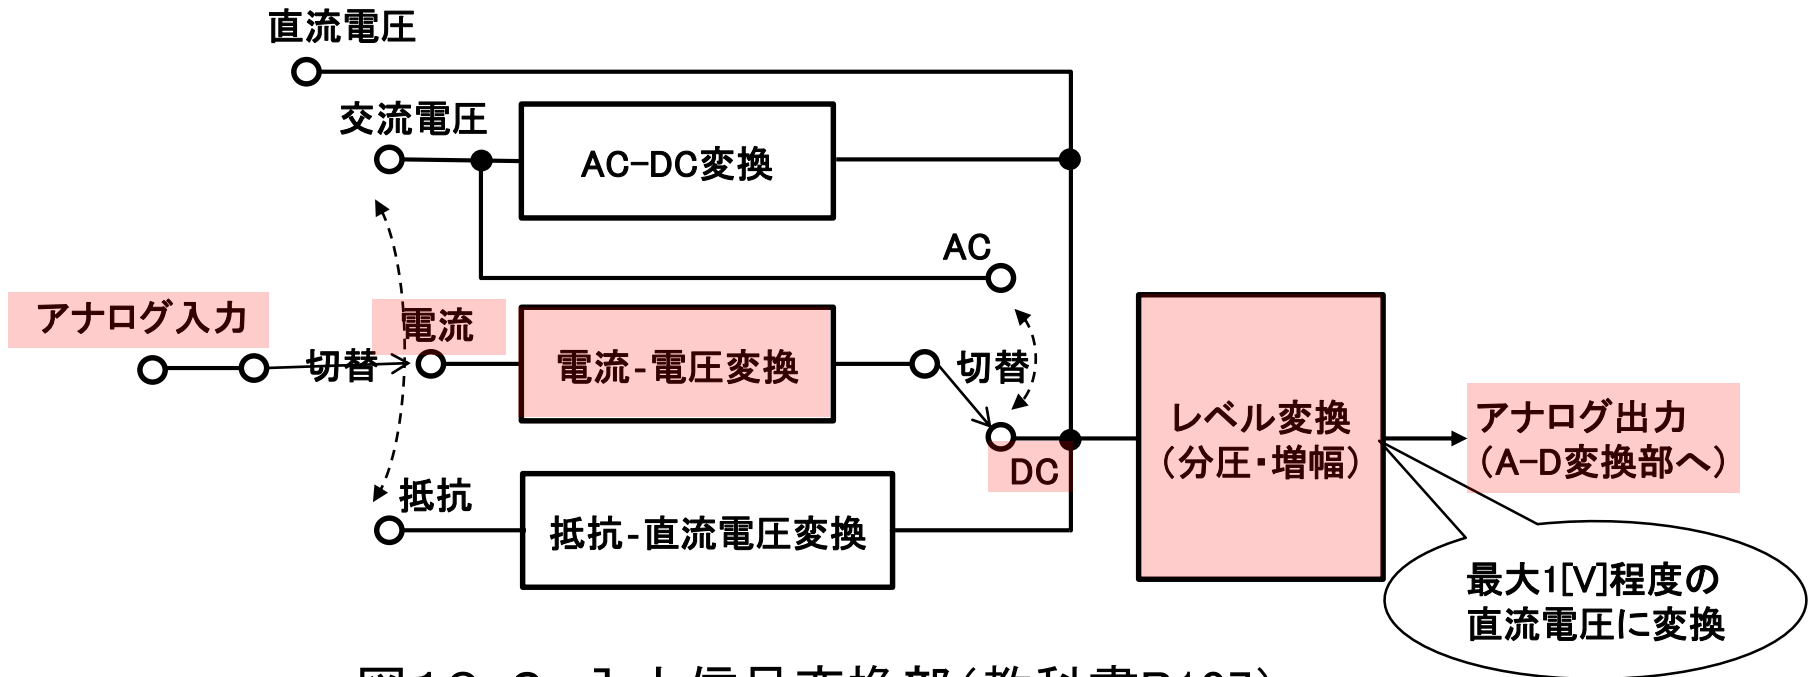 直流電圧
交流電圧
AC-DC変換
AC
アナログ入力
切替
電流
電流-電圧変換
切替
DC
抵抗
抵抗-直流電圧変換
レベル変換
(分圧・増幅)
アナログ出力
(A-D変換部へ)
最大1[V]程度の
直流電圧に変換